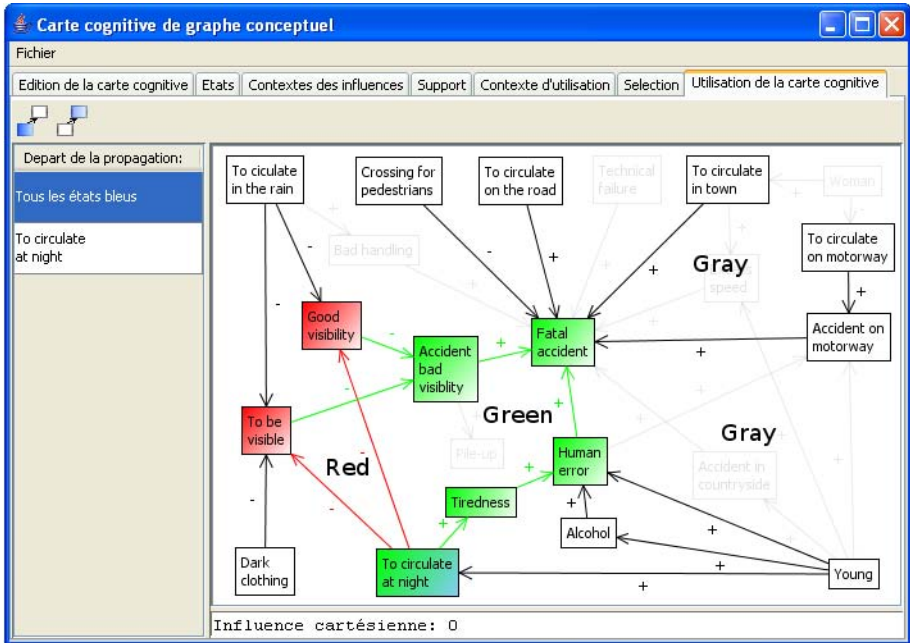 Carte cognitive de graphe conceptuel
Fichier
Edition de la carte cognitive
Etats
Contextes des influences
Support
Contexte d'utilisation
Selection
Utilisation de la carte cognitive
Depart de la propagation:
Tous les états bleus
To circulate
at night
To ciculate
in the rain
Crossing for
pedestrians
To circulate
on the road
Technical
failure
To circulate
in town
Woman
Bad handling
To circulate
on motorway
Gray
speed
Good
visibility
Fatal
accident
Accident on
motorway
Accident
bad
visiblity
Green
To be
visible
Red
Pile-up
Human
error
Gray
Accident in
countryside
Tiredness
Alcohol
Dark
clothing
To circulate
at night
Young
Influence cartésienne: 0